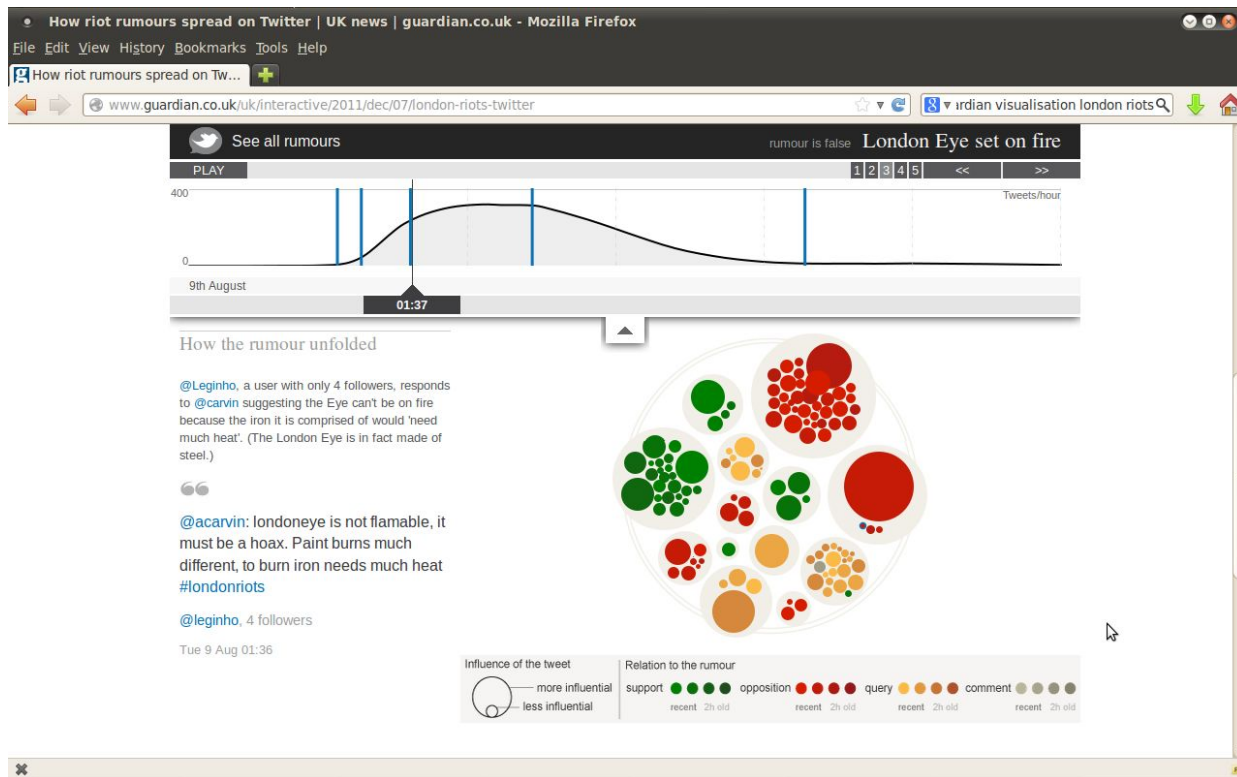 How riot rumours spread on Twitter | UK news | guardian.co.uk - Mozilla Firefox
File Edit View History Bookmarks Tools Help
g How riot rumours spread on Tw...
www.guardian.co.uk/uk/interactive/2011/dec/07/london-riots-twitter
8 rdian visualisation london riots
See all rumours
rumour is false London Eye set on fire
PLAY
1 2 3 4 5 << >>
400
Tweets/hour
0
9th August
01:37
How the rumour unfolded
@Leginho, a user with only 4 followers, responds
to @carvin suggesting the Eye can't be on fire
because the iron it is comprised of would 'need
much heat'. (The London Eye is in fact made of
steel.)
@acarvin: londoneye is not flamable, it
must be a hoax. Paint burns much
different, to burn iron needs much heat
#londonriots
@leginho, 4 followers
Tue 9 Aug 01:36
Influence of the tweet
more influential
less influential
Relation to the rumour
support opposition query comment
recent 2h old recent 2h old recent 2h old recent 2h old